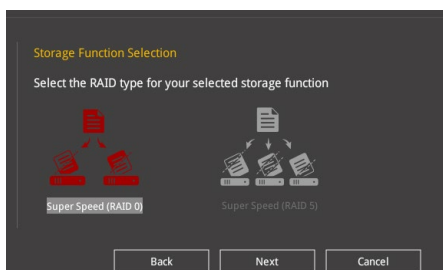 Storage Function Selection
Select the RAID type for your selected storage function
Super Speed (RAID 0)
Super Speed (RAID 5)
Back
Next
Cancel